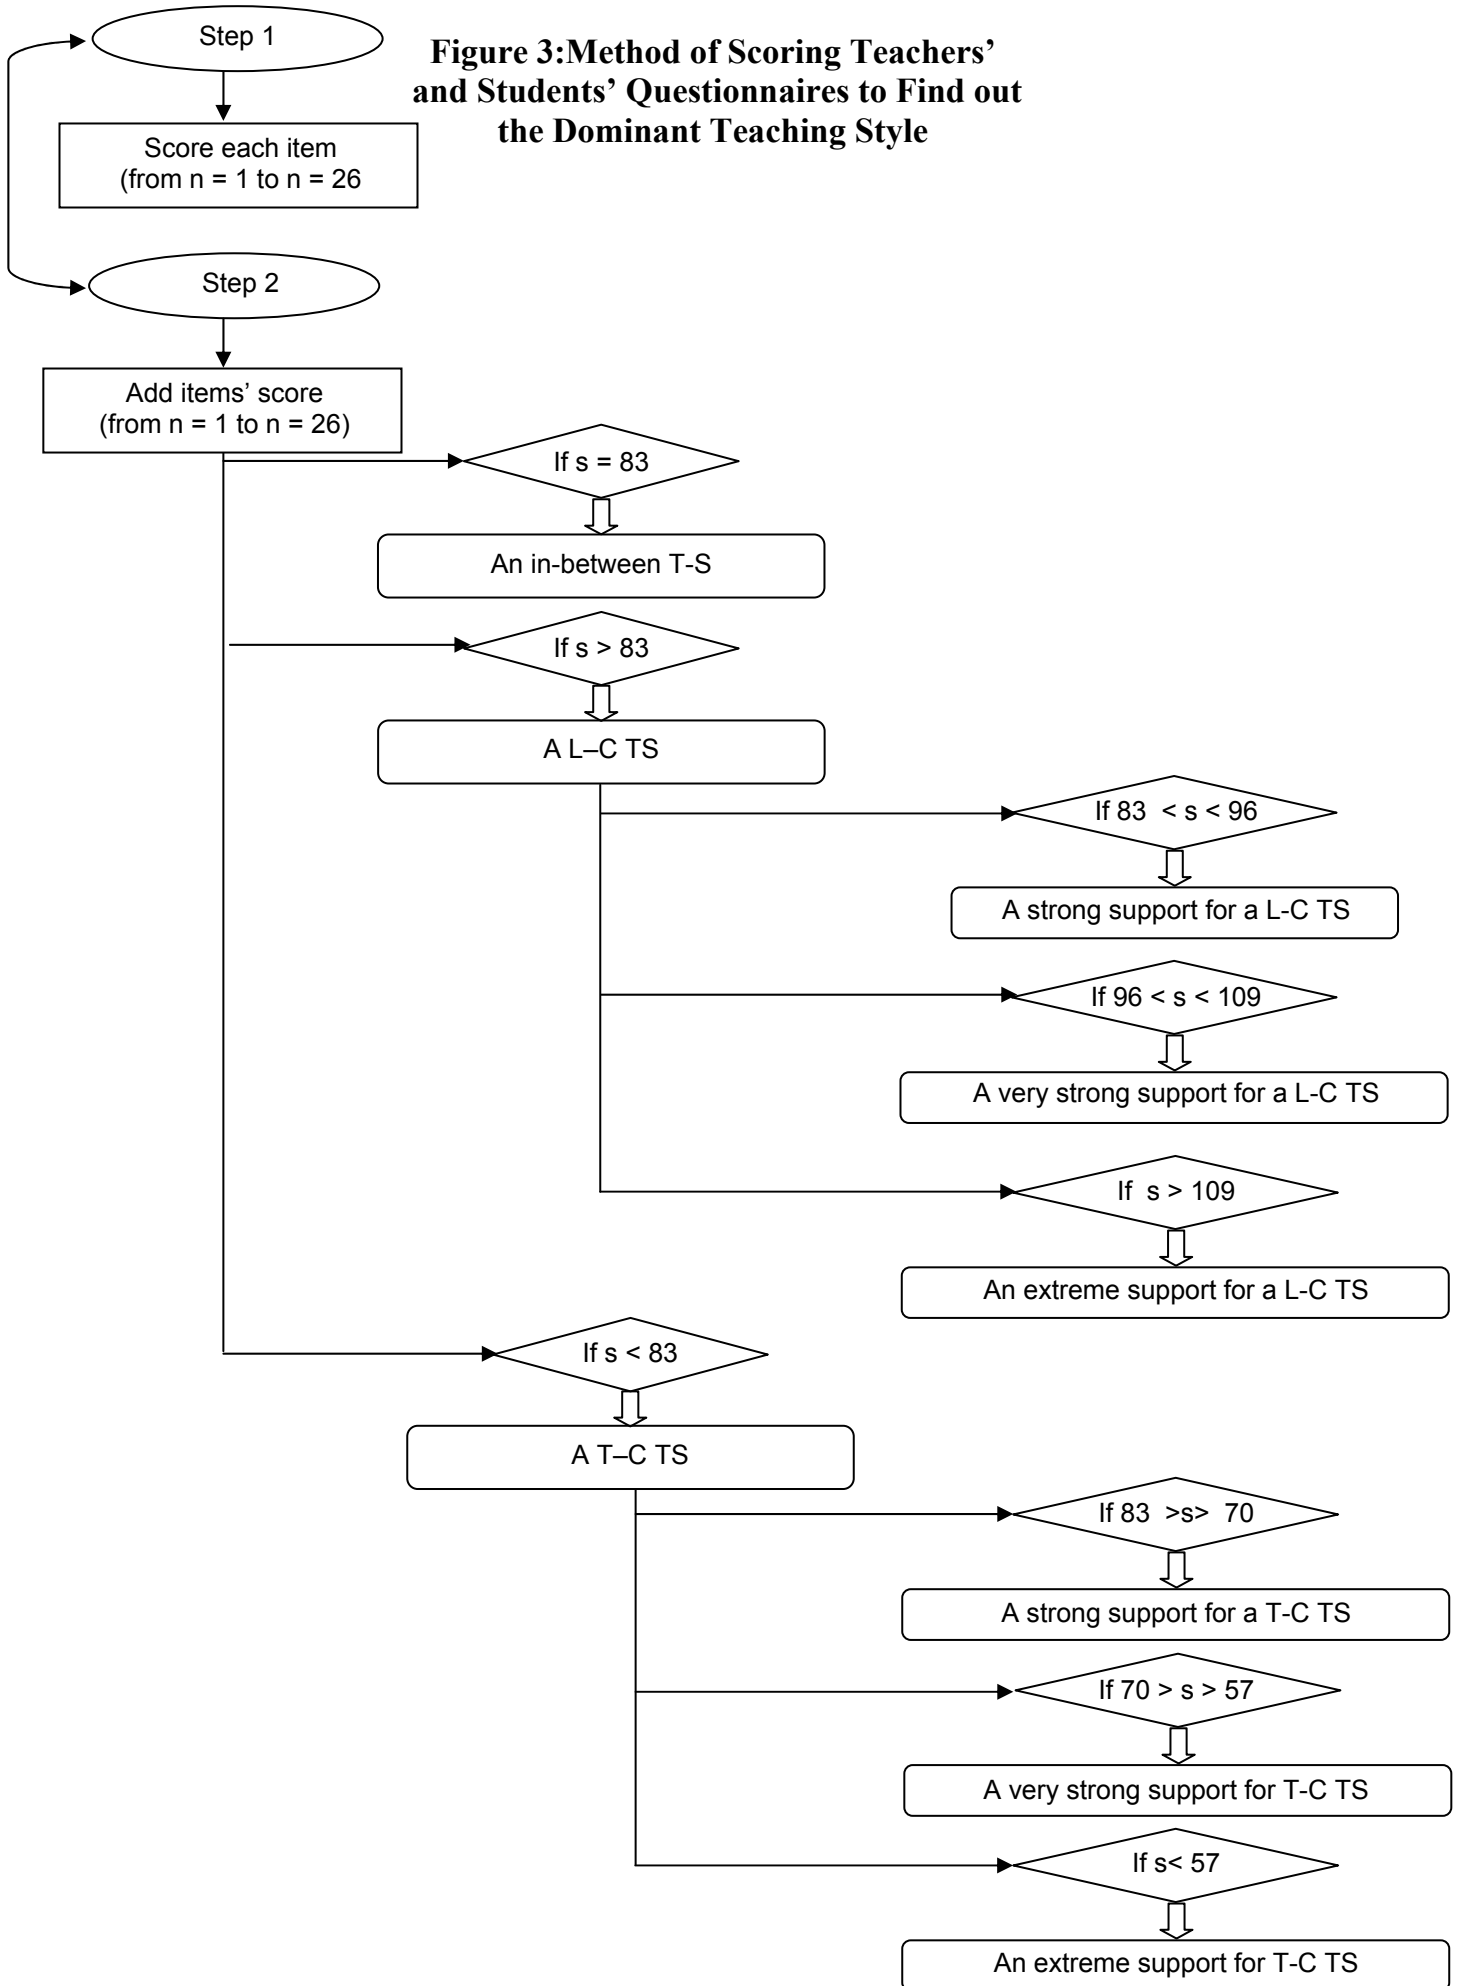 Step 1
Figure 3:Method of Scoring Teachers’
and Students’ Questionnaires to Find out
the Dominant Teaching Style
Score each item
(from n = 1 to n = 26
Step 2
Add items’ score
(from n = 1 to n = 26)
If s = 83
An in-between T-S
If s > 83
A L–C TS
If 83 < s < 96
A strong support for a L-C TS
If 96 < s < 109
A very strong support for a L-C TS
If s > 109
An extreme support for a L-C TS
If s < 83
A T–C TS
If 83 >s> 70
A strong support for a T-C TS
If 70 > s > 57
A very strong support for T-C TS
If s< 57
An extreme support for T-C TS